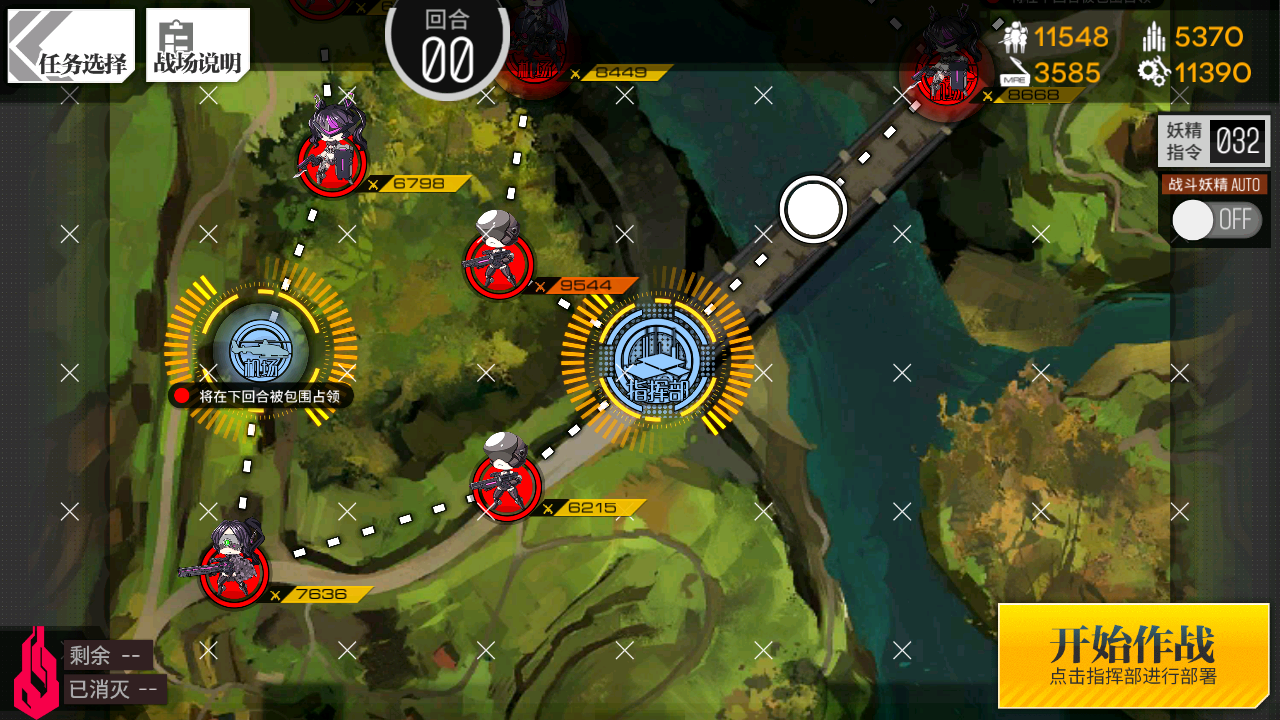 任务选择
战场说明
回合
00
8449
11548
5370
3585
MRE
11390
8668
妖精
指令
032
战斗妖精 AUTO
OFF
6798
9544
机场
将在下回合被包围占领
指挥部
6215
7636
剩余 --
已消灭 --
开始作战
点击指挥部进行部署